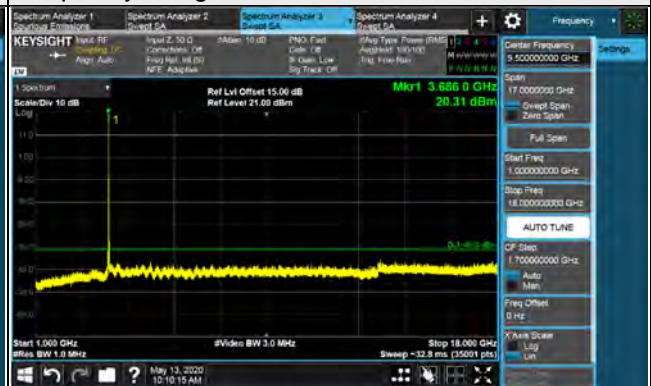 Spectrum Analyzer 1
Spurious Emissions
Spectrum Analyzer 2
Swept SA
Spectrum Analyzer 3
Swept SA
Spectrum Analyzer 4
Swept SA
+
Frequency
KEYSIGHT
Input: RF
Coupling: DC
Align: Auto
Input Z: 50 Ω
Corrections: Off
Freq Ref: Int (S)
NFE: Adaptive
#Atten: 10 dB
PNO: Fast
Gate: Off
IF Gain: Low
Sig Track: Off
#Avg Type: Power (RMS)
Avg|Hold: 100/100
Trig: Free Run
LW
1 Spectrum
Scale/Div 10 dB
Log
Ref Lvl Offset 15.00 dB
Ref Level 21.00 dBm
Mkr1 3.686 0 GHz
20.31 dBm
1
11.0
1.00
Start 1.000 GHz
#Res BW 1.0 MHz
#Video BW 3.0 MHz
Stop 18.000 GHz
Sweep ~32.8 ms (35001 pts)
?
May 13, 2020
10:10:15 AM
Center Frequency
9.500000000 GHz
Settings
Span
17.0000000 GHz
Swept Span
Zero Span
Full Span
Start Freq
1.000000000 GHz
Stop Freq
18.000000000 GHz
AUTO TUNE
CF Step
1.700000000 GHz
Auto
Man
Freq Offset
0 Hz
X Axis Scale
Log
Lin